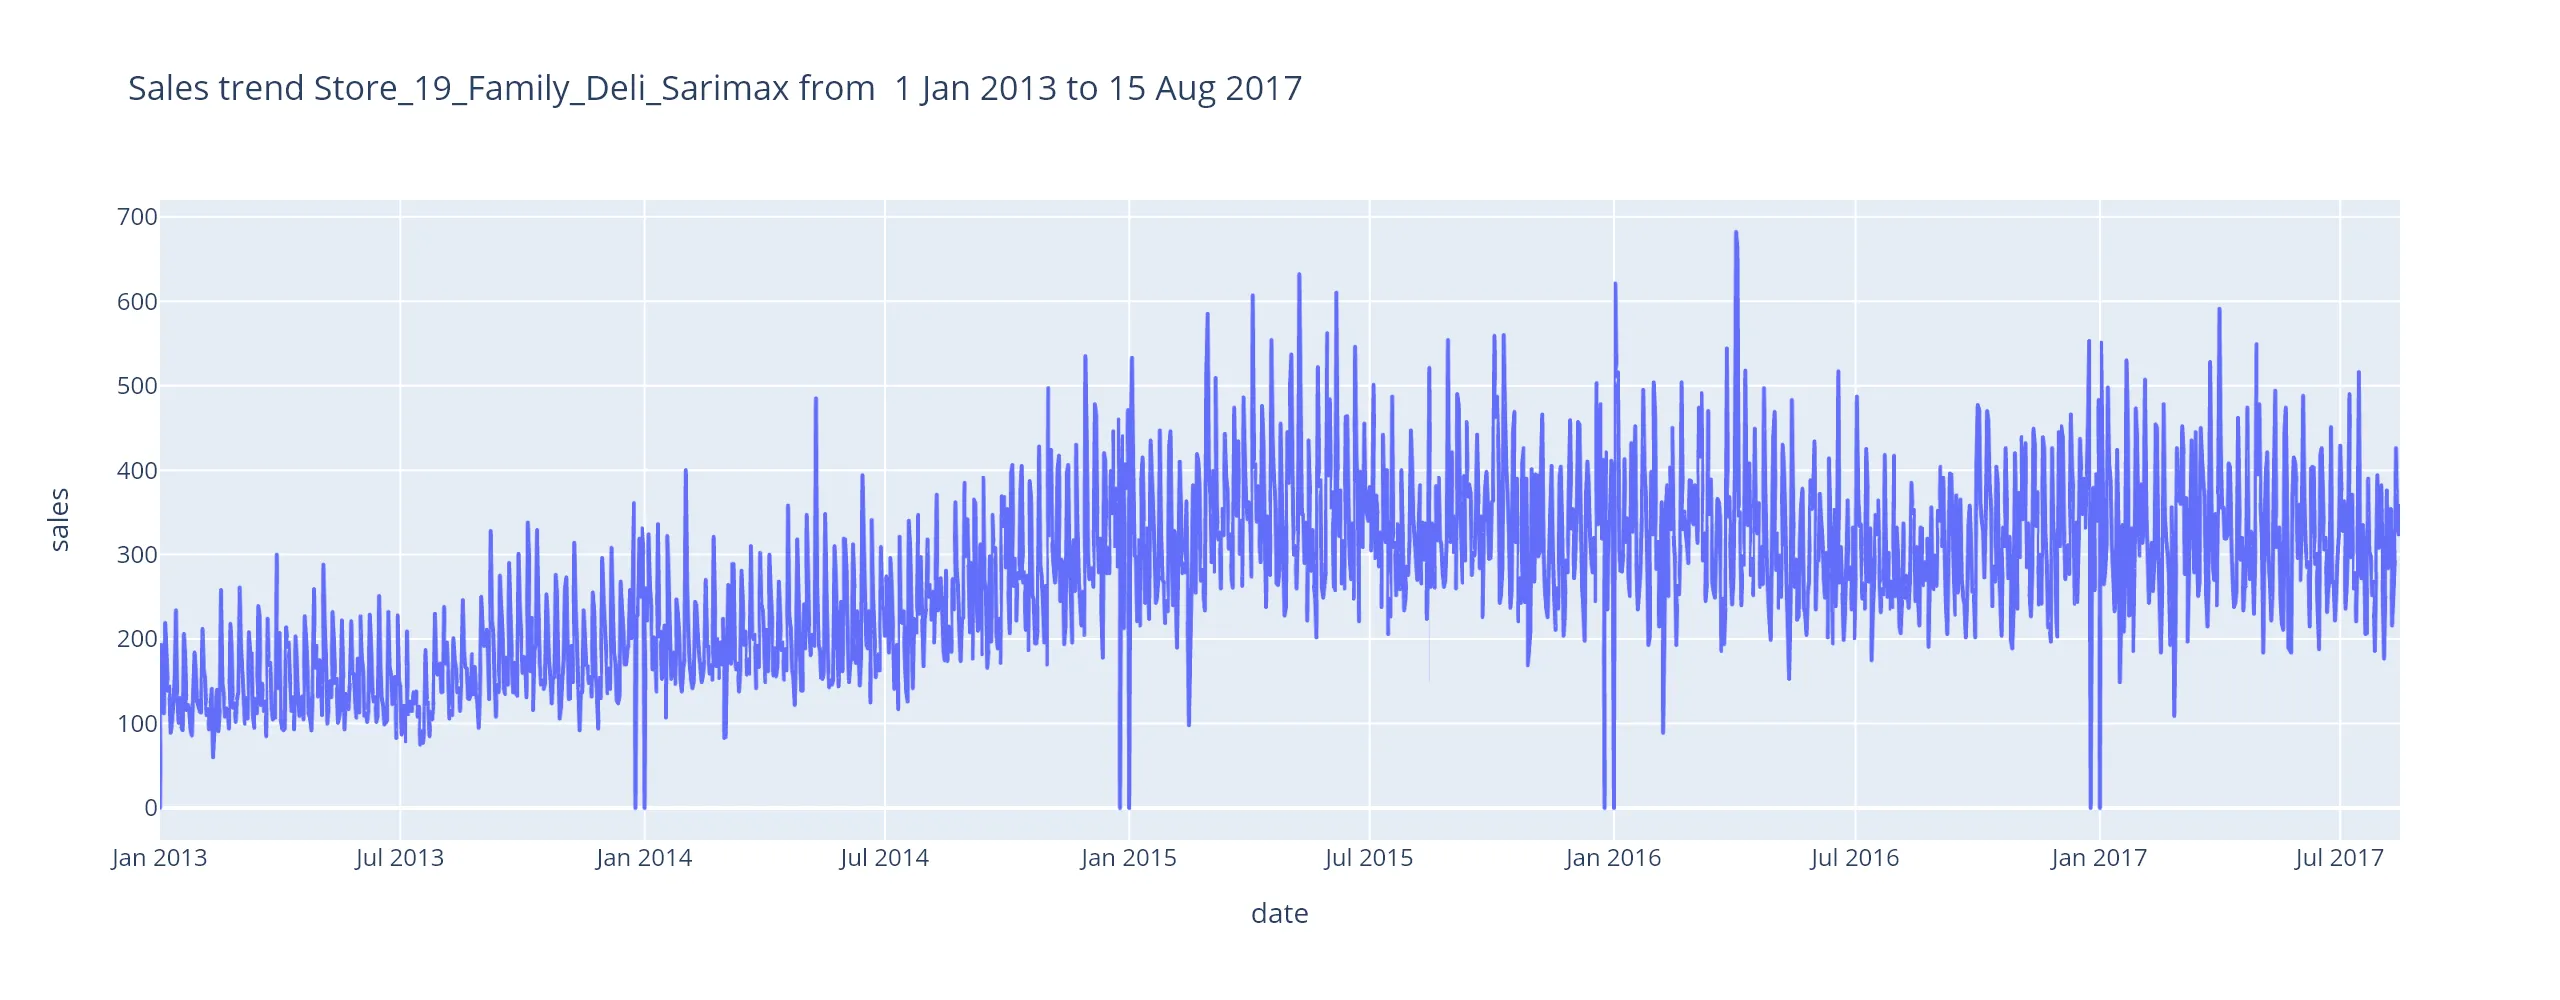 Sales trend Store_19_Family_Deli_Sarimax from  1 Jan 2013 to 15 Aug 2017
700
600
500
400
300
200
100
0
sales
Jan 2013 Jul 2013 Jan 2014 Jul 2014 Jan 2015 Jul 2015 Jan 2016 Jul 2016 Jan 2017 Jul 2017
date